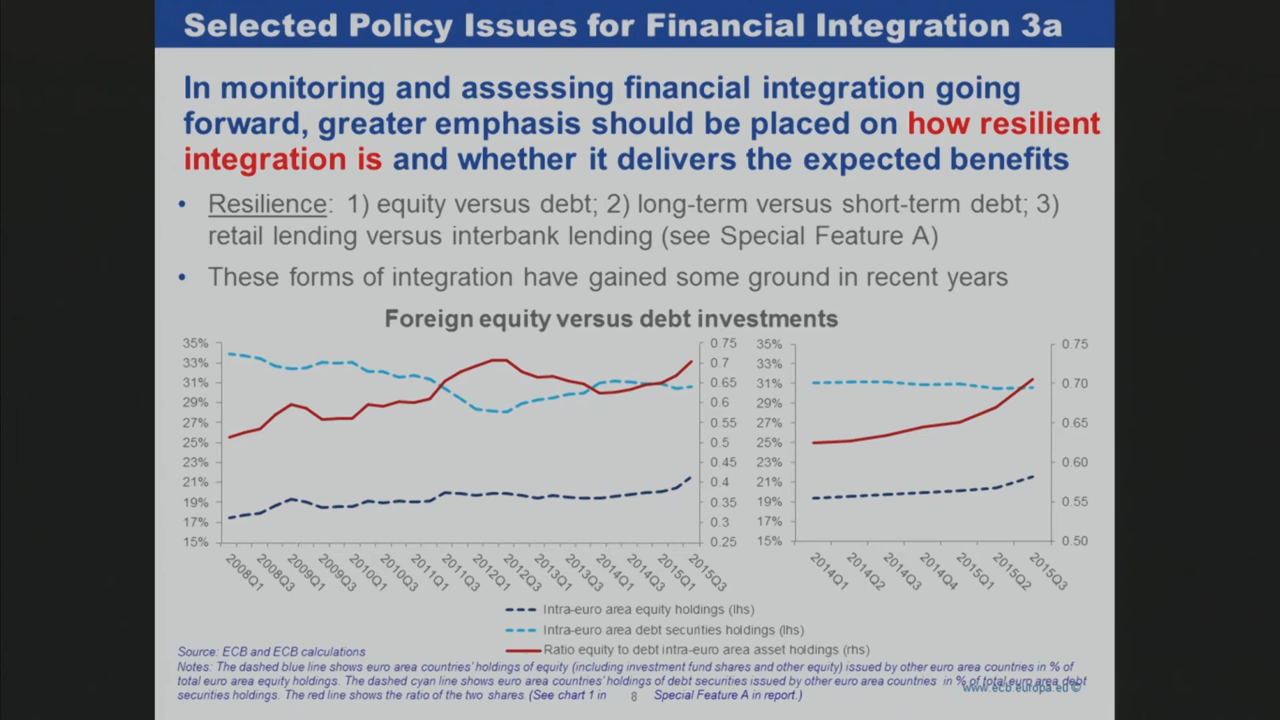 Selected Policy Issues for Financial Integration 3a
In monitoring and assessing financial integration going
forward, greater emphasis should be placed on how resilient
integration is and whether it delivers the expected benefits
• Resilience: 1) equity versus debt; 2) long-term versus short-term debt; 3)
retail lending versus interbank lending (see Special Feature A)
• These forms of integration have gained some ground in recent years
Foreign equity versus debt investments
35% 0.75 35% 0.75
33% 0.7 33%
31% 0.65 31% 0.70
29% 0.6 29%
27% 0.55 27% 0.65
25% 0.5 25%
23% 0.45 23% 0.60
21% 0.4 21%
19% 0.35 19% 0.55
17% 0.3 17%
15% 0.25 15% 0.50
2008Q1 2008Q3 2009Q1 2009Q3 2010Q1 2010Q3 2011Q1 2011Q3 2012Q1 2012Q3 2013Q1 2013Q3 2014Q1 2014Q3 2015Q1 2015Q3
2014Q1 2014Q2 2014Q3 2014Q4 2015Q1 2015Q2 2015Q3
Intra-euro area equity holdings (lhs)
Intra-euro area debt securities holdings (lhs)
Ratio equity to debt intra-euro area asset holdings (rhs)
Source: ECB and ECB calculations
Notes: The dashed blue line shows euro area countries' holdings of equity (including investment fund shares and other equity) issued by other euro area countries in % of
total euro area equity holdings. The dashed cyan line shows euro area countries' holdings of debt securities issued by other euro area countries in % of total euro area debt
securities holdings. The red line shows the ratio of the two shares. (See chart 1 in Special Feature A in report.)
8
www.ecb.europa.eu ©